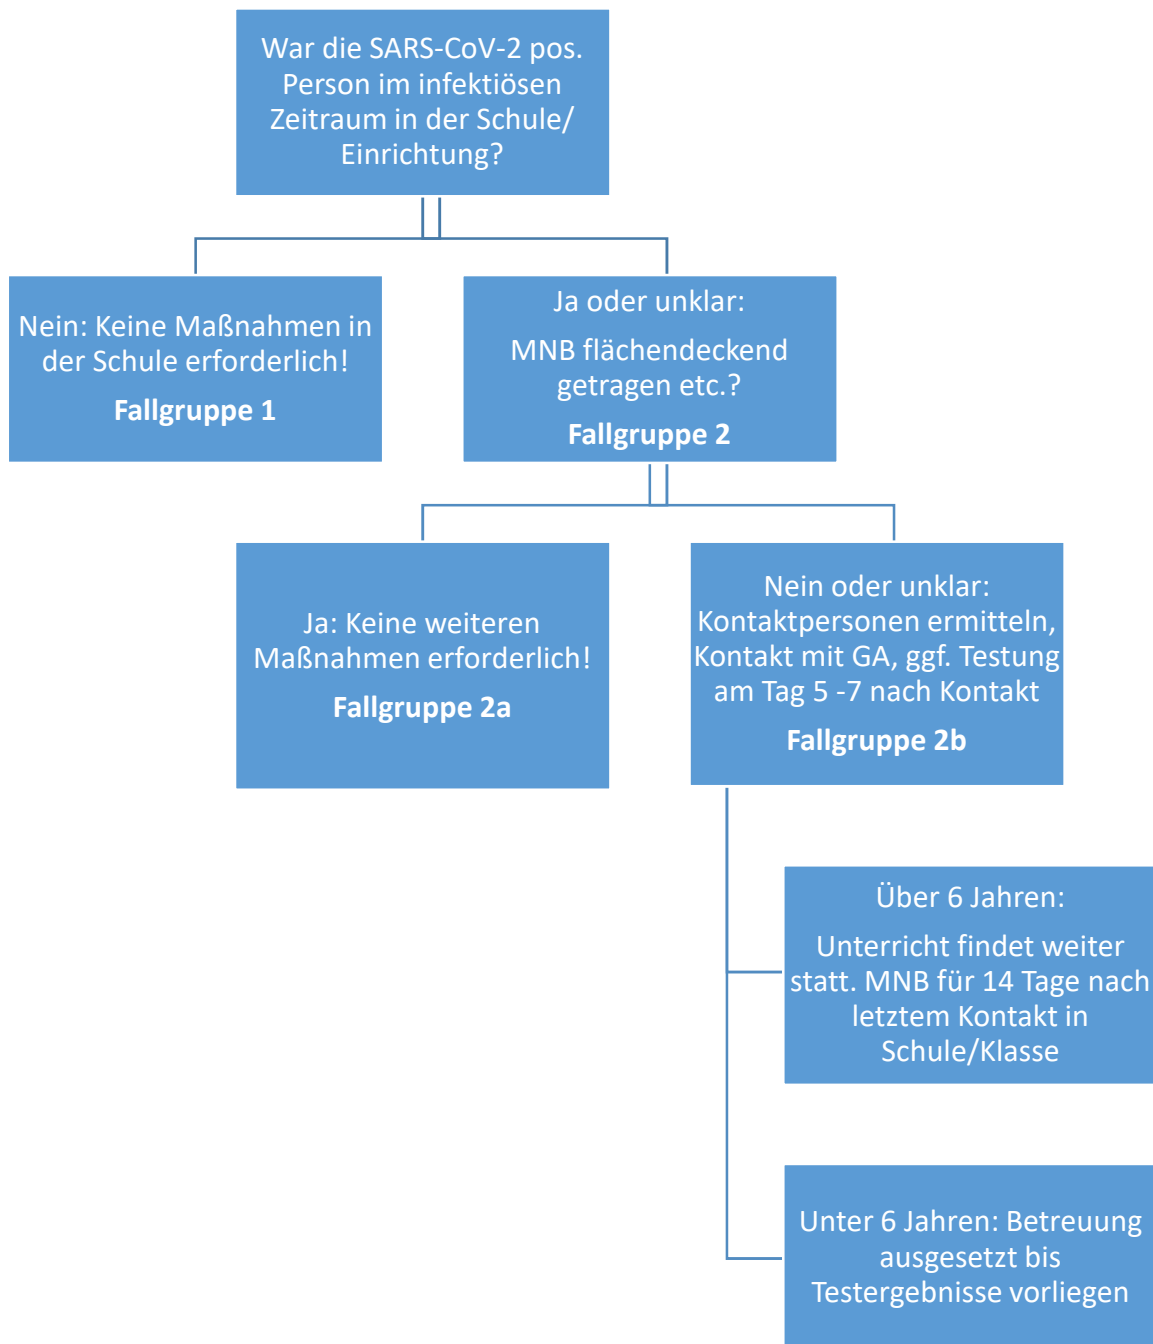 War die SARS-CoV-2 pos.
Person im infektiösen
Zeitraum in der Schule/
Einrichtung?
Nein: Keine Maßnahmen in
der Schule erforderlich!
Fallgruppe 1
Ja oder unklar:
MNB flächendeckend
getragen etc.?
Fallgruppe 2
Ja: Keine weiteren
Maßnahmen erforderlich!
Fallgruppe 2a
Nein oder unklar:
Kontaktpersonen ermitteln,
Kontakt mit GA, ggf. Testung
am Tag 5 -7 nach Kontakt
Fallgruppe 2b
Über 6 Jahren:
Unterricht findet weiter
statt. MNB für 14 Tage nach
letztem Kontakt in
Schule/Klasse
Unter 6 Jahren: Betreuung
ausgesetzt bis
Testergebnisse vorliegen